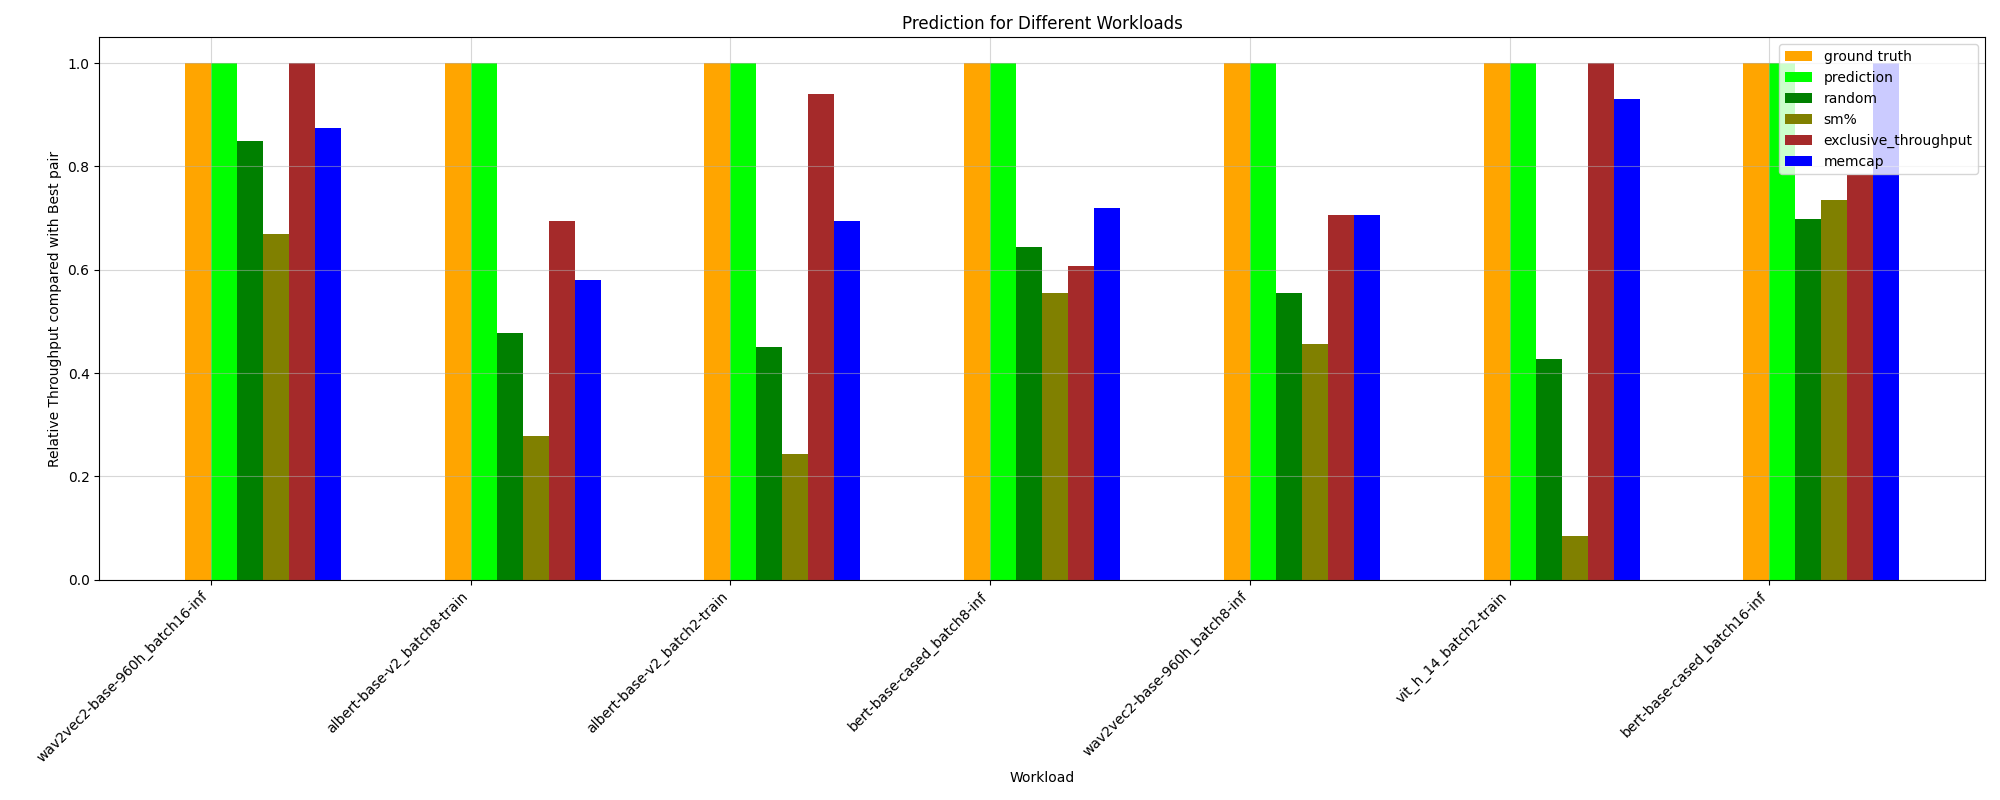 Prediction for Different Workloads
Relative Throughput compared with Best pair
1.0
0.8
0.6
0.4
0.2
0.0
ground truth
prediction
random
sm%
exclusive_throughput
memcap
wav2vec2-base-960h_batch16-inf
albert-base-v2_batch8-train
albert-base-v2_batch2-train
bert-base-cased_batch8-inf
wav2vec2-base-960h_batch8-inf
vit_h_14_batch2-train
bert-base-cased_batch16-inf
Workload